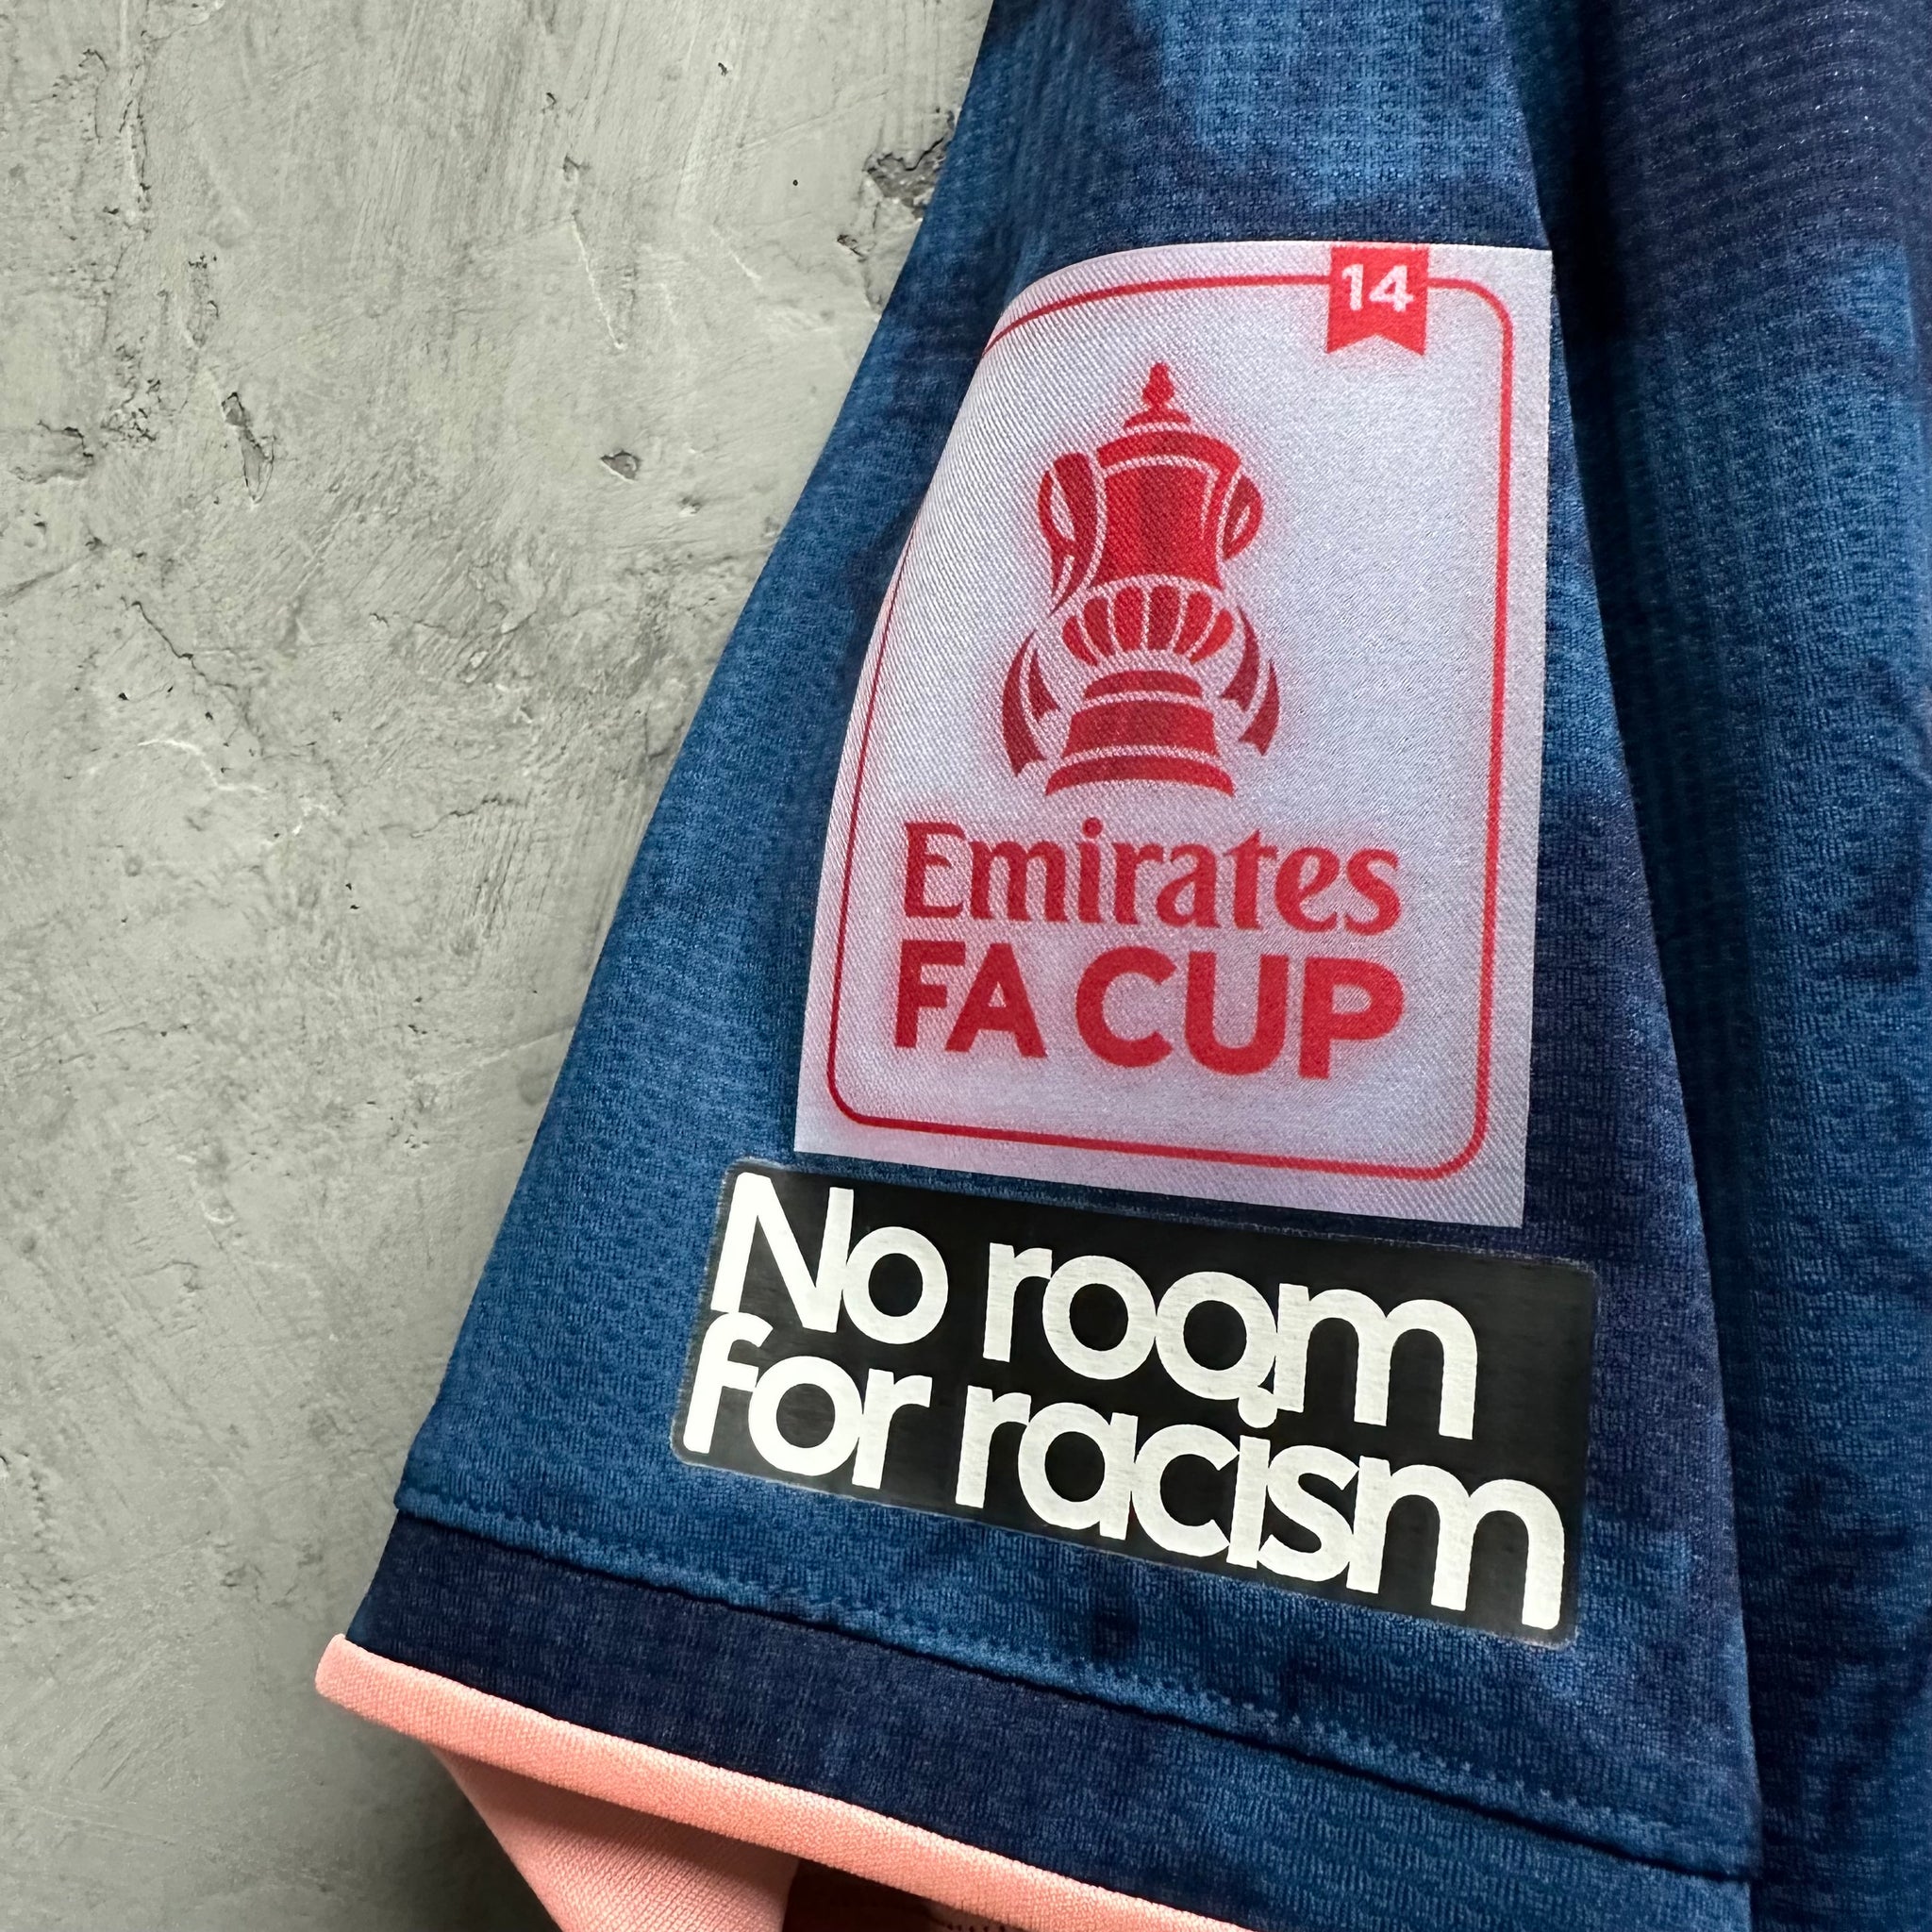 14
Emirates
FA CUP
No room
for racism